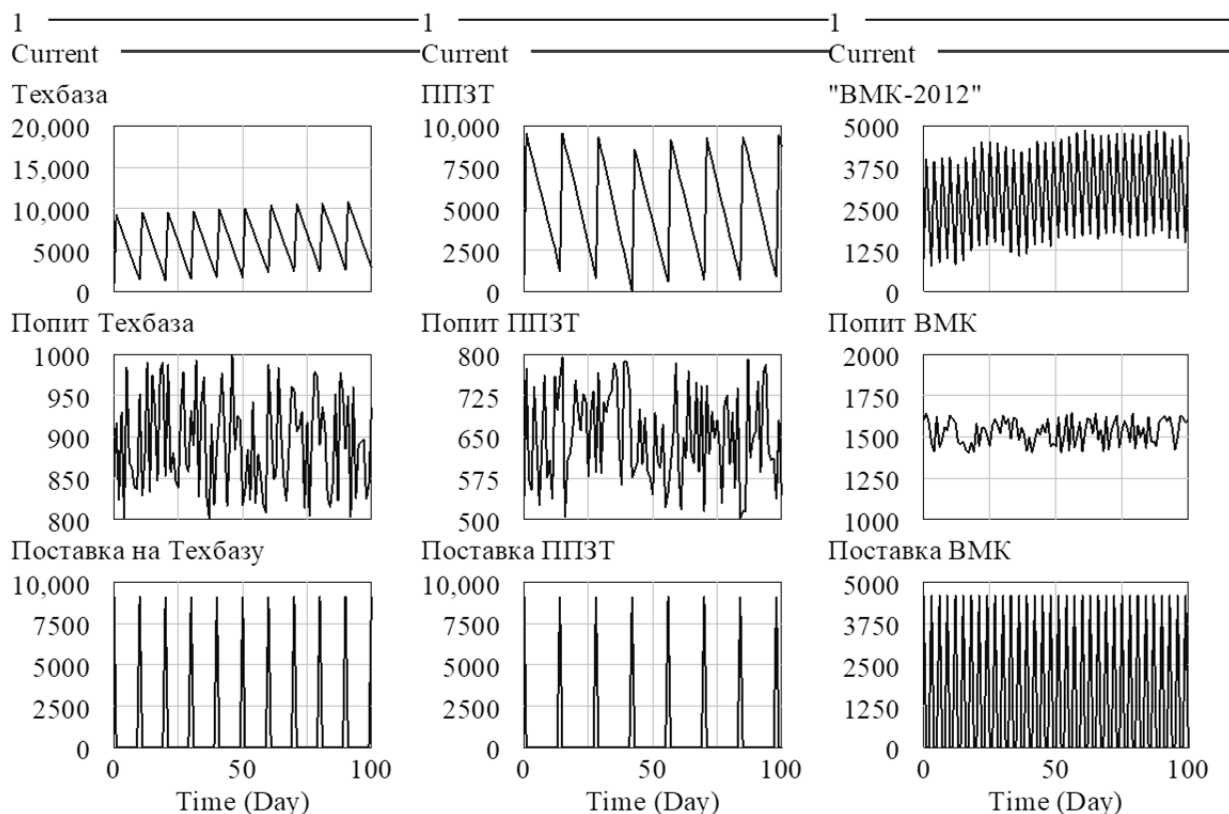 1 1 1
Current Current Current
Техбаза ППЗТ "ВМК-2012"
20,000 10,000 5000
15,000 7500 3750
10,000 5000 2500
5000 2500 1250
0 0 0
Попит Техбаза Попит ППЗТ Попит ВМК
1000 800 2000
950 725 1750
900 650 1500
850 575 1250
800 500 1000
Поставка на Техбазу Поставка ППЗТ Поставка ВМК
10,000 10,000 5000
7500 7500 3750
5000 5000 2500
2500 2500 1250
0 0 0
0 50 100 0 50 100 0 50 100
Time (Day) Time (Day) Time (Day)